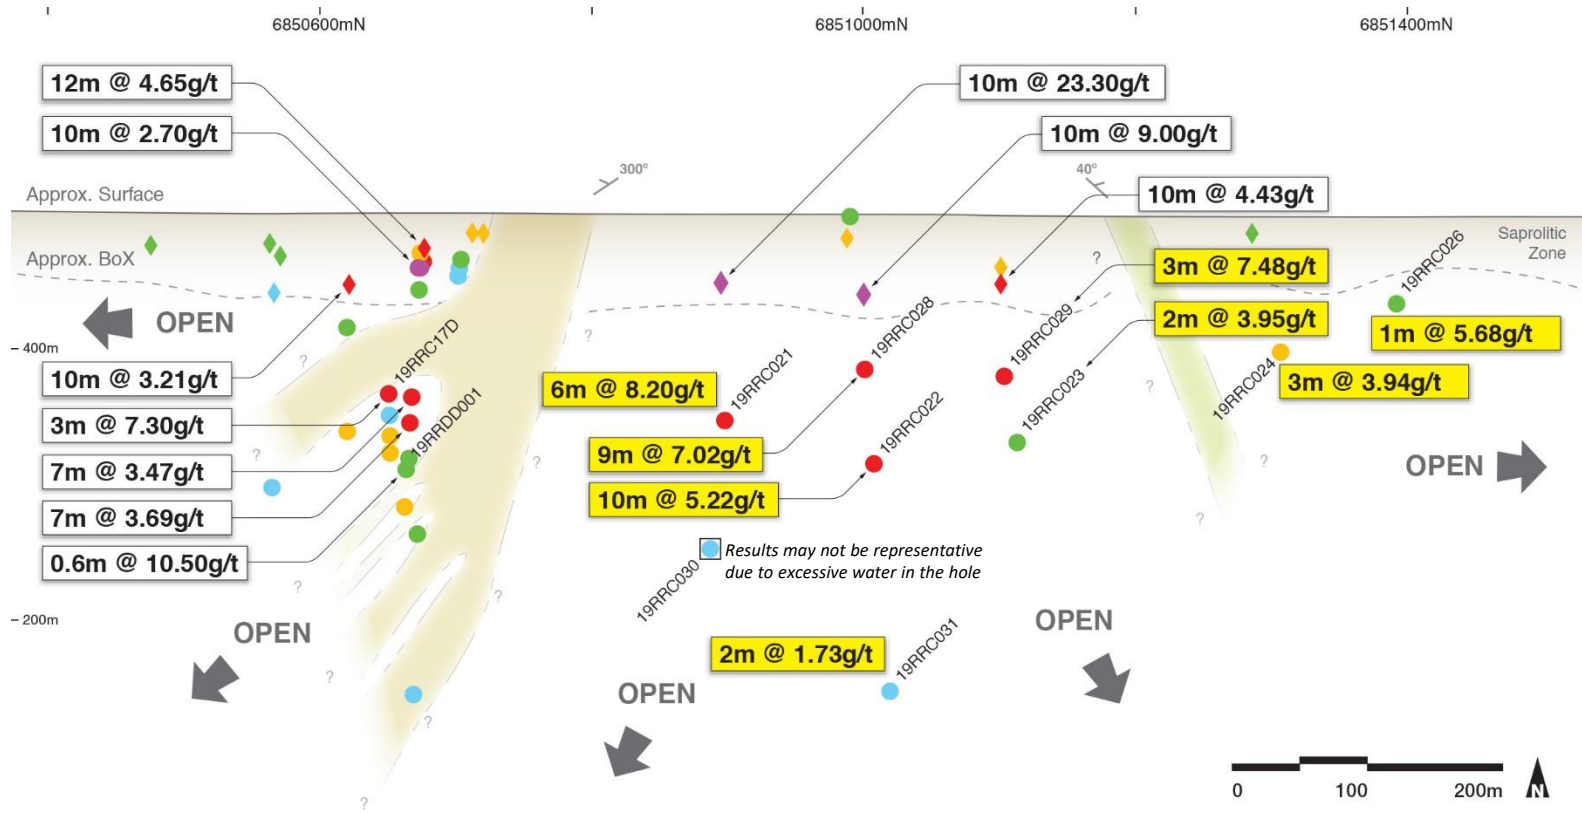 6850600mN
6851000mN
6851400mN
12m @ 4.65g/t
10m @ 23.30g/t
10m @ 2.70g/t
10m @ 9.00g/t
300°
40°
10m @ 4.43g/t
Approx. Surface
Saprolitic
Zone
Approx. BoX
?
3m @ 7.48g/t
19RRC026
OPEN
2m @ 3.95g/t
1m @ 5.68g/t
?
400m
?
19RRC17D
19RRC028
19RRC029
10m @ 3.21g/t
6m @ 8.20g/t
19RRC021
19RRC023
?
19RRC024
3m @ 3.94g/t
3m @ 7.30g/t
19RRDD001
19RRC022
9m @ 7.02g/t
?
?
?
OPEN
7m @ 3.47g/t
10m @ 5.22g/t
7m @ 3.69g/t
?
0.6m @ 10.50g/t
Results may not be representative
due to excessive water in the hole
19RRC030
?
?
200m
OPEN
OPEN
2m @ 1.73g/t
19RRC031
?
OPEN
?
?
0
100
200m
N